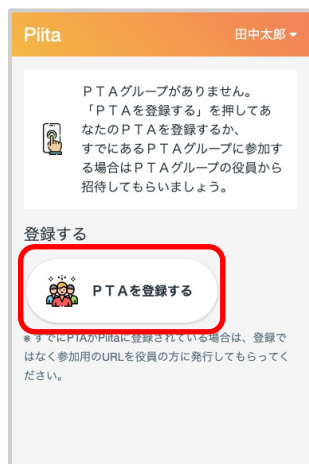 Piita
田中太郎
ＰＴＡグループがありません。
「ＰＴＡを登録する」を押してあ
なたのＰＴＡを登録するか、
すでにあるＰＴＡグループに参加す
る場合はＰＴＡグループの役員から
招待してもらいましょう。
登録する
ＰＴＡを登録する
※ すでにPTAがPiitaに登録されている場合は、登録で
はなく参加用のURLを役員の方に発行してもらってく
ださい。